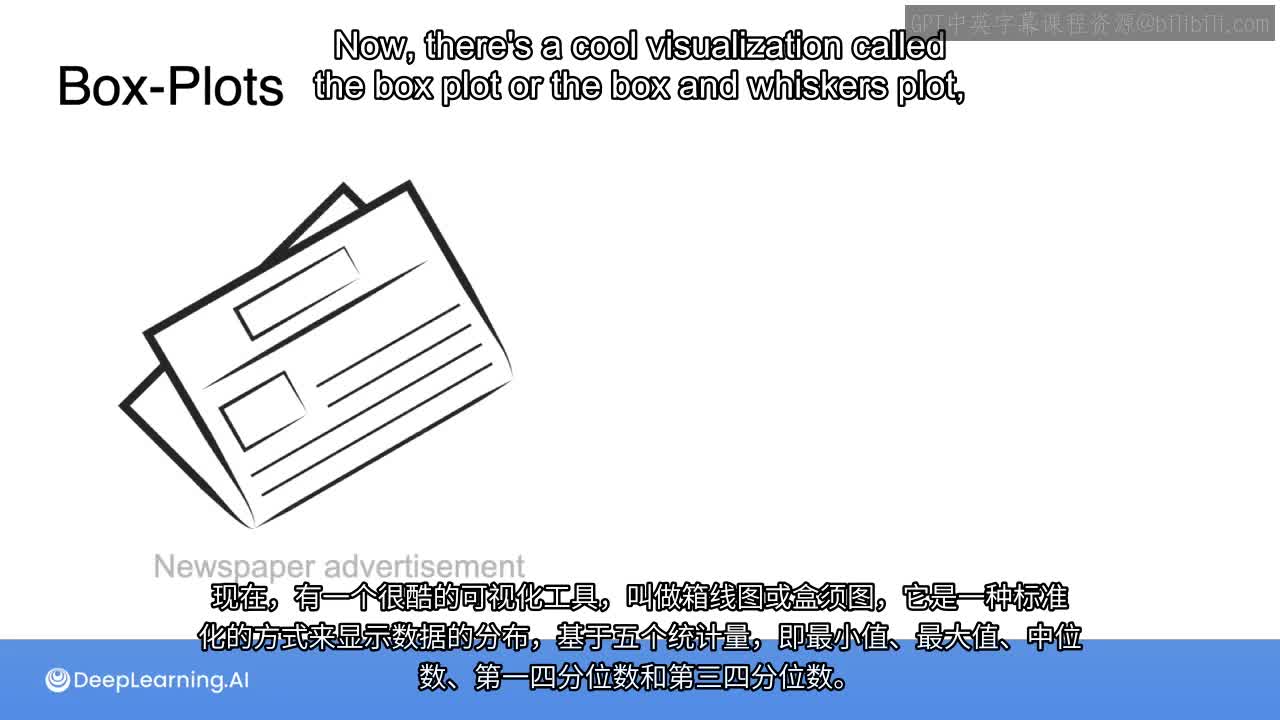 GPT中英字幕课程资源@bilibili.com
Now, there's a cool visualization called
the box plot or the box and whiskers plot,
Box-Plots
Newspaper advertisement
现在，有一个很酷的可视化工具，叫做箱线图或盒须图，它是一种标准
化的方式来显示数据的分布，基于五个统计量，即最小值、最大值、中位
数、第一四分位数和第三四分位数。
DeepLearning.AI